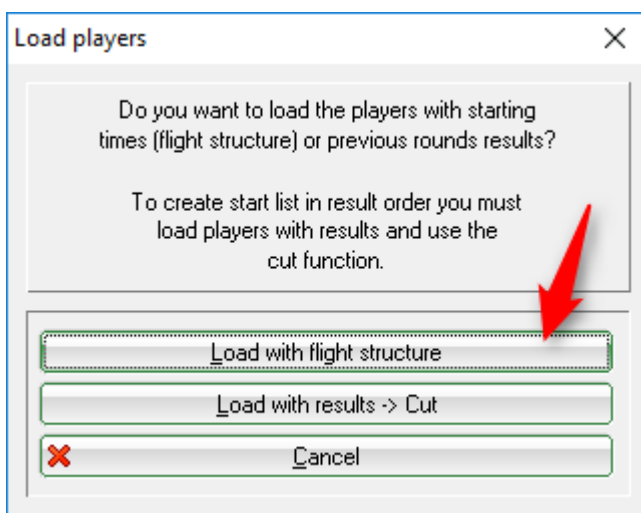 Load players
Do you want to load the players with starting
times (flight structure) or previous rounds results?
To create start list in result order you must
load players with results and use the
cut function.
Load with flight structure
Load with results -> Cut
Cancel